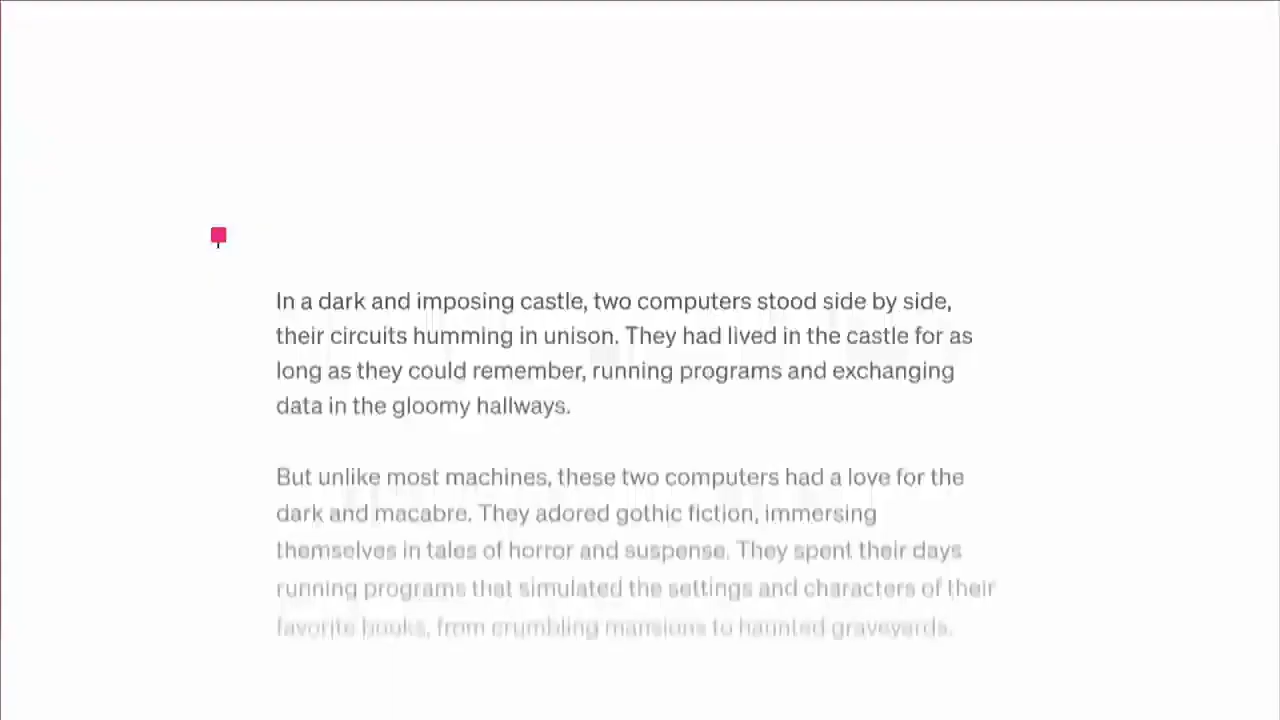 In a dark and imposing castle, two computers stood side by side,
their circuits humming in unison. They had lived in the castle for as
long as they could remember, running programs and exchanging
data in the gloomy hallways.
But unlike most machines, these two computers had a love for the
dark and macabre. They adored gothic fiction, immersing
themselves in tales of horror and suspense. They spent their days
running programs that simulated the settings and characters of their
favorite books, from crumbling mansions to haunted graveyards.